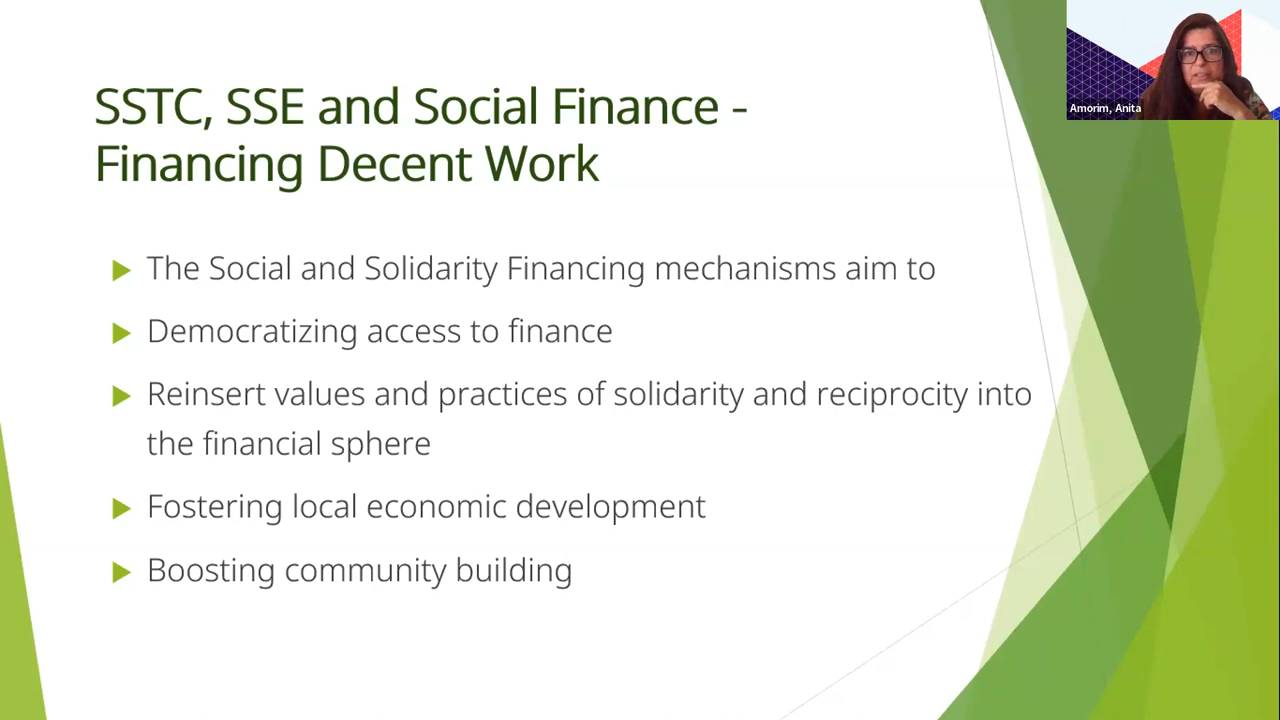 SSTC, SSE and Social Finance -
Financing Decent Work
The Social and Solidarity Financing mechanisms aim to
Democratizing access to finance
Reinsert values and practices of solidarity and reciprocity into
the financial sphere
Fostering local economic development
Boosting community building
Amorim, Anita